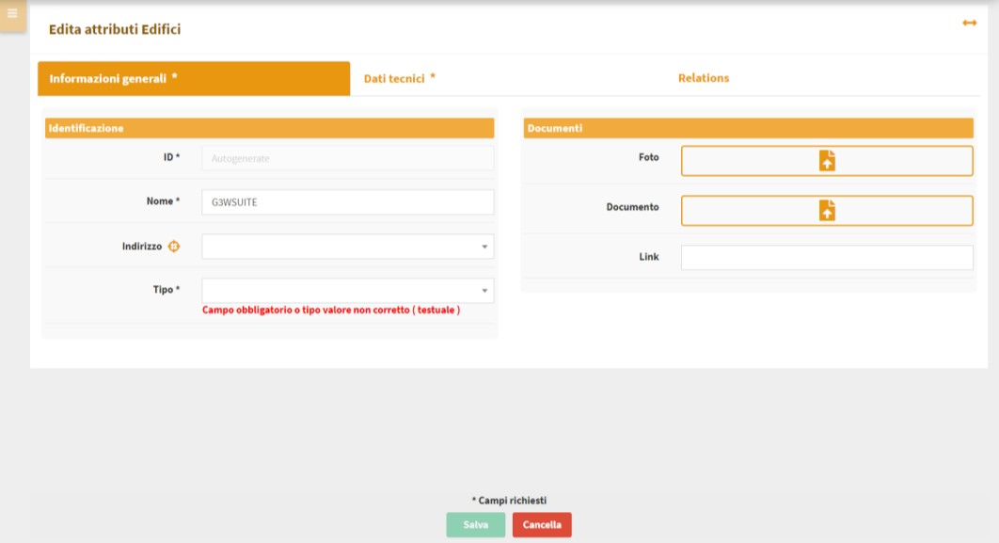 Edita attributi Edifici
Informazioni generali *
Dati tecnici *
Relations
Identificazione
ID *
Autogenerate
Nome *
G3WSUITE
Indirizzo
Tipo *
Campo obbligatorio o tipo valore non corretto ( testuale )
Documenti
Foto
Documento
Link
* Campi richiesti
Salva
Cancella